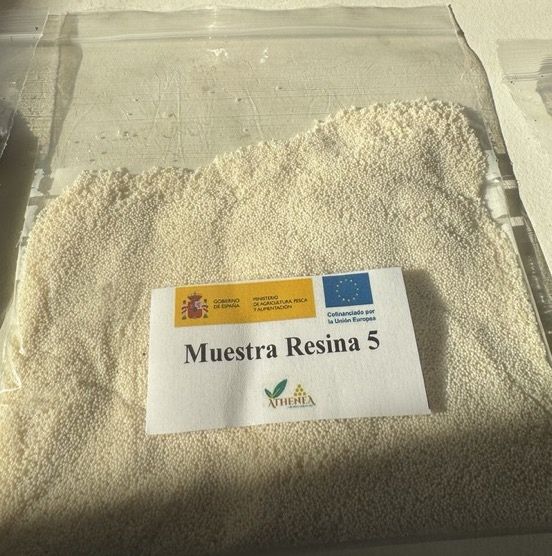 GOBIERNO
DE ESPAÑA
MINISTERIO
DE AGRICULTURA, PESCA
Y ALIMENTACIÓN
Cofinanciado por
la Unión Europea
Muestra Resina 5
ATHENEA